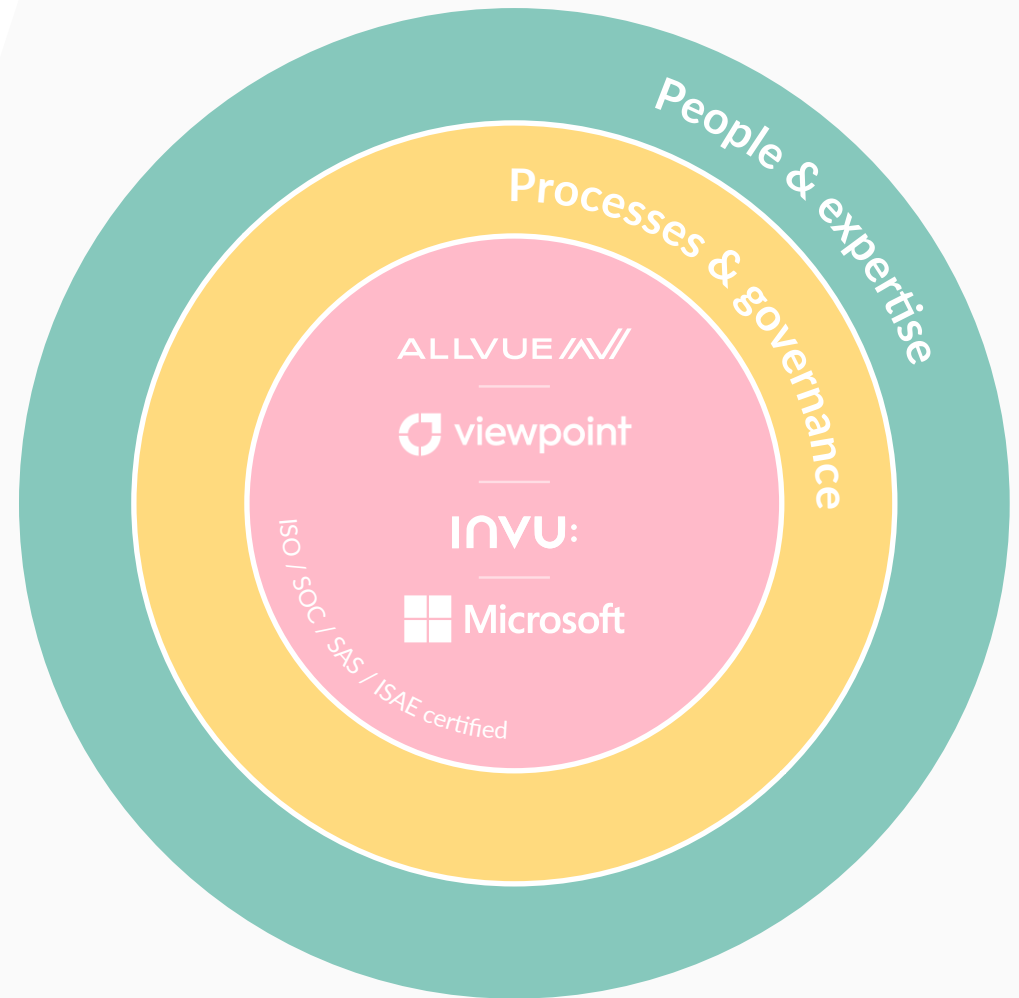 People & expertise
Processes & governance
ALLVUE
viewpoint
INVU:
Microsoft
ISO / SOC / SAS / ISAE certified